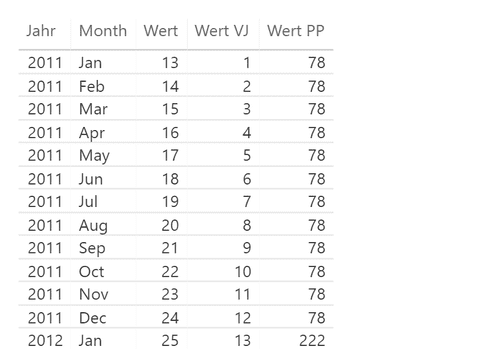 Jahr Month Wert Wert VJ Wert PP
2011 Jan 13 1 78
2011 Feb 14 2 78
2011 Mar 15 3 78
2011 Apr 16 4 78
2011 May 17 5 78
2011 Jun 18 6 78
2011 Jul 19 7 78
2011 Aug 20 8 78
2011 Sep 21 9 78
2011 Oct 22 10 78
2011 Nov 23 11 78
2011 Dec 24 12 78
2012 Jan 25 13 222